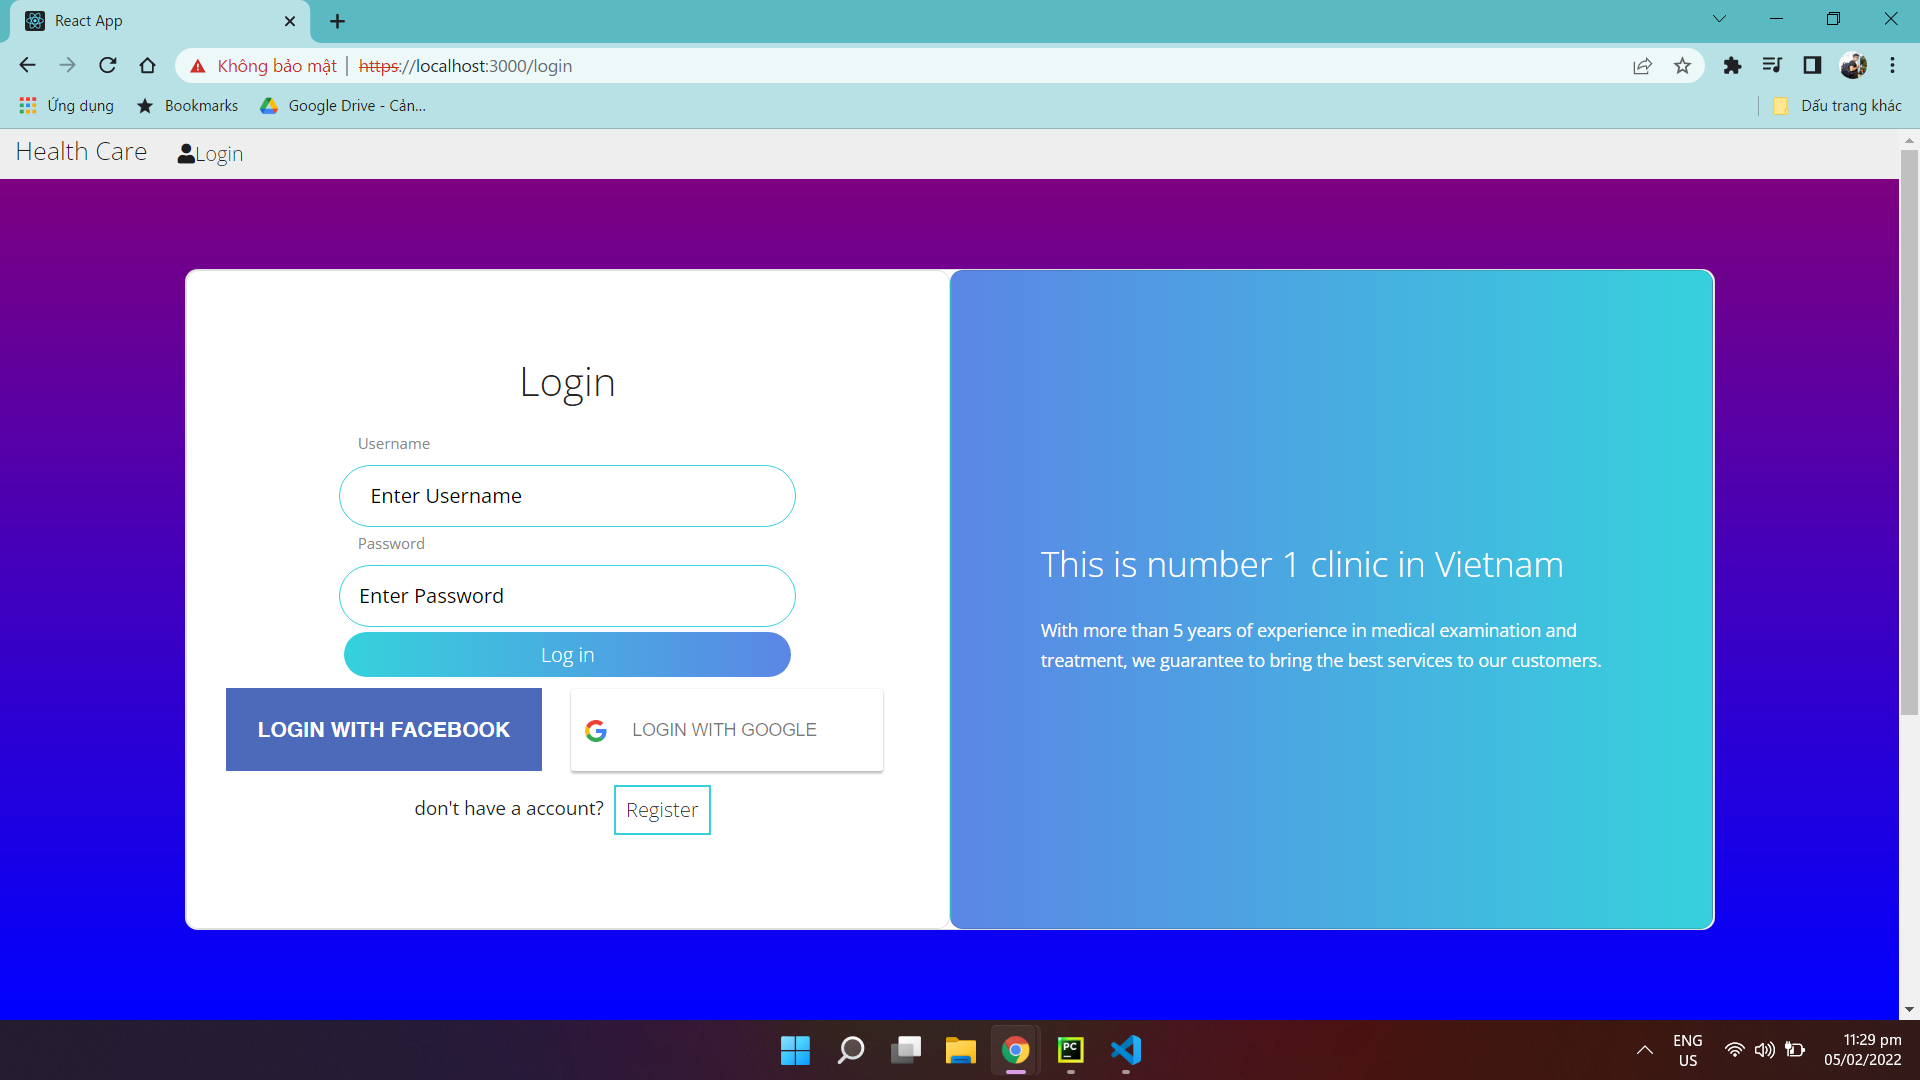 React App
Không bảo mật
https://localhost:3000/login
Ứng dụng
Bookmarks
Google Drive - Cản...
Dấu trang khác
Health Care
Login
Login
Username
Enter Username
Password
Enter Password
Log in
LOGIN WITH FACEBOOK
LOGIN WITH GOOGLE
don't have a account?
Register
This is number 1 clinic in Vietnam
With more than 5 years of experience in medical examination and
treatment, we guarantee to bring the best services to our customers.
PC
ENG
US
11:29 pm
05/02/2022